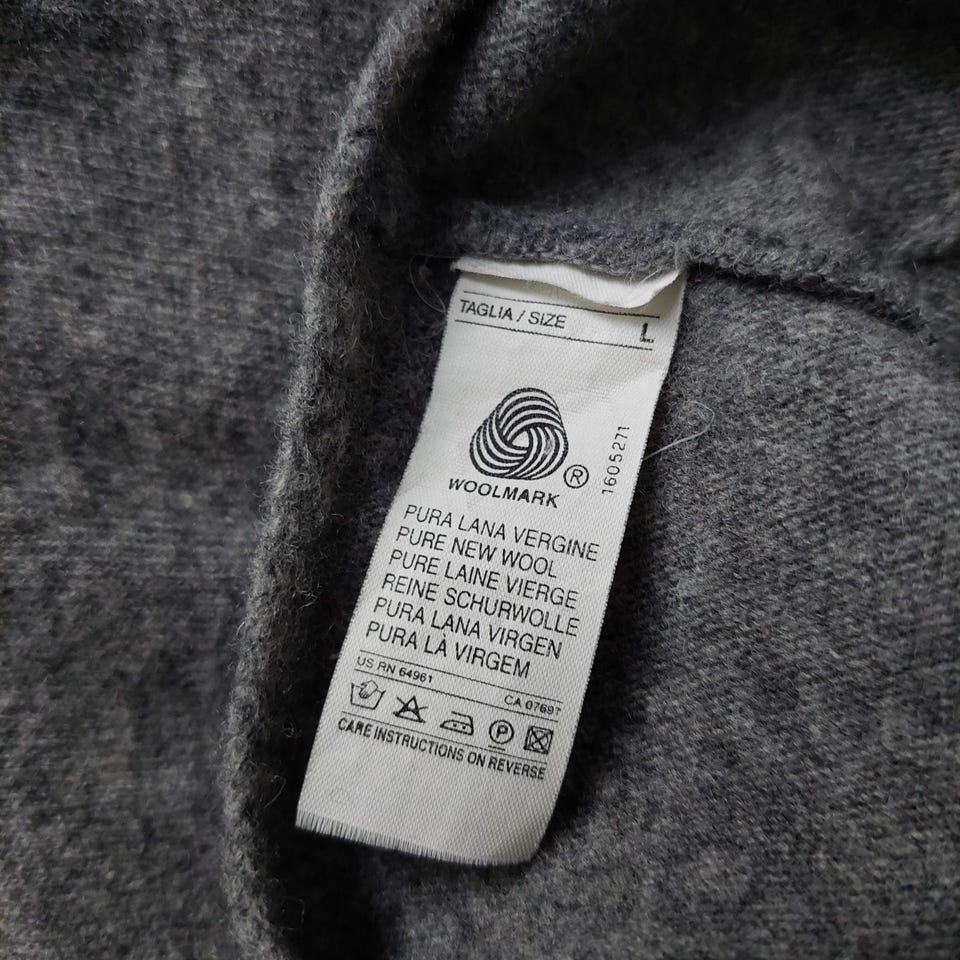 TAGLIA / SIZE L
WOOLMARK ®
1605271
PURA LANA VERGINE
PURE NEW WOOL
PURE LAINE VIERGE
REINE SCHURWOLLE
PURA LANA VIRGEN
PURA LÀ VIRGEM
US RN 64961 CA 07697
P
CARE INSTRUCTIONS ON REVERSE